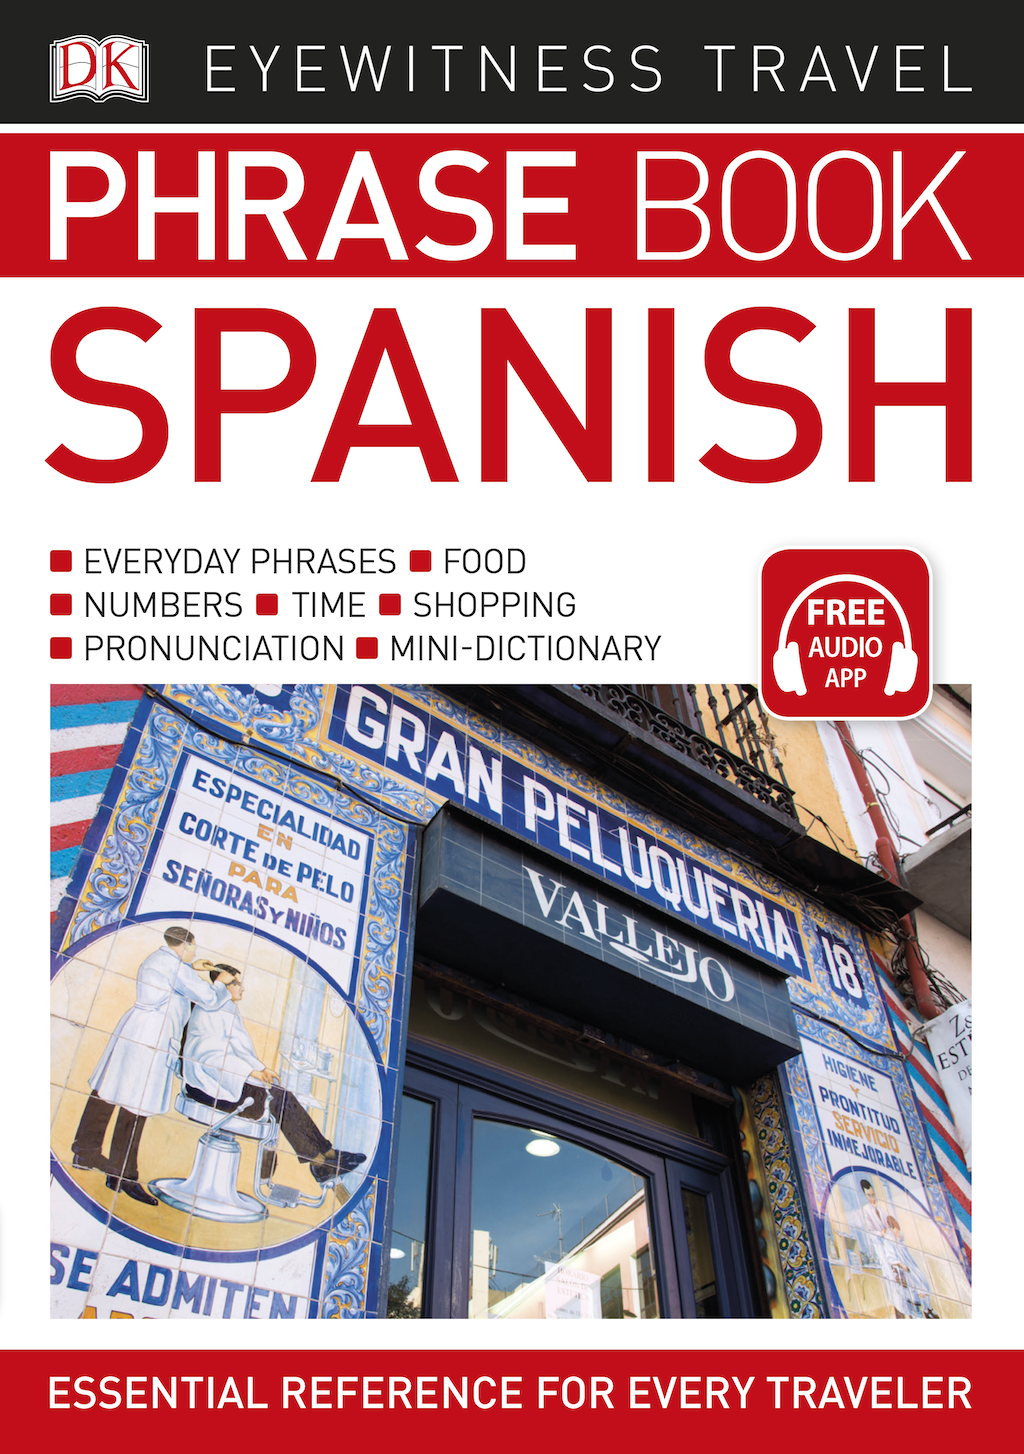 DK EYEWITNESS TRAVEL
PHRASE BOOK
SPANISH
■ EVERYDAY PHRASES ■ FOOD
■ NUMBERS ■ TIME ■ SHOPPING
■ PRONUNCIATION ■ MINI-DICTIONARY
FREE
AUDIO
APP
GRAN PELUQUERIA 18
VALLEJO
ESPECIALIDAD
EN
CORTE DE PELO
PARA
SEÑORAS Y NIÑOS
SE ADMITEN
HIGIENE
Y
PRONTITUD
SERVICIO
INMEJORABLE
ESSENTIAL REFERENCE FOR EVERY TRAVELER